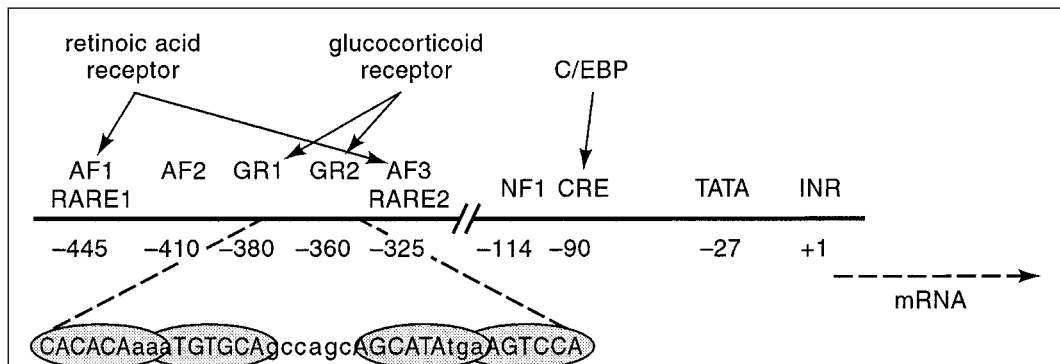 retinoic acid receptor
glucocorticoid receptor
C/EBP
AF1 AF2 GR1 GR2 AF3
RARE1 RARE2 NF1 CRE TATA INR
–445 –410 –380 –360 –325 –114 –90 –27 +1
mRNA
CACACAaaaTGTGCAgccagcAGCATAtgaAGTCCA